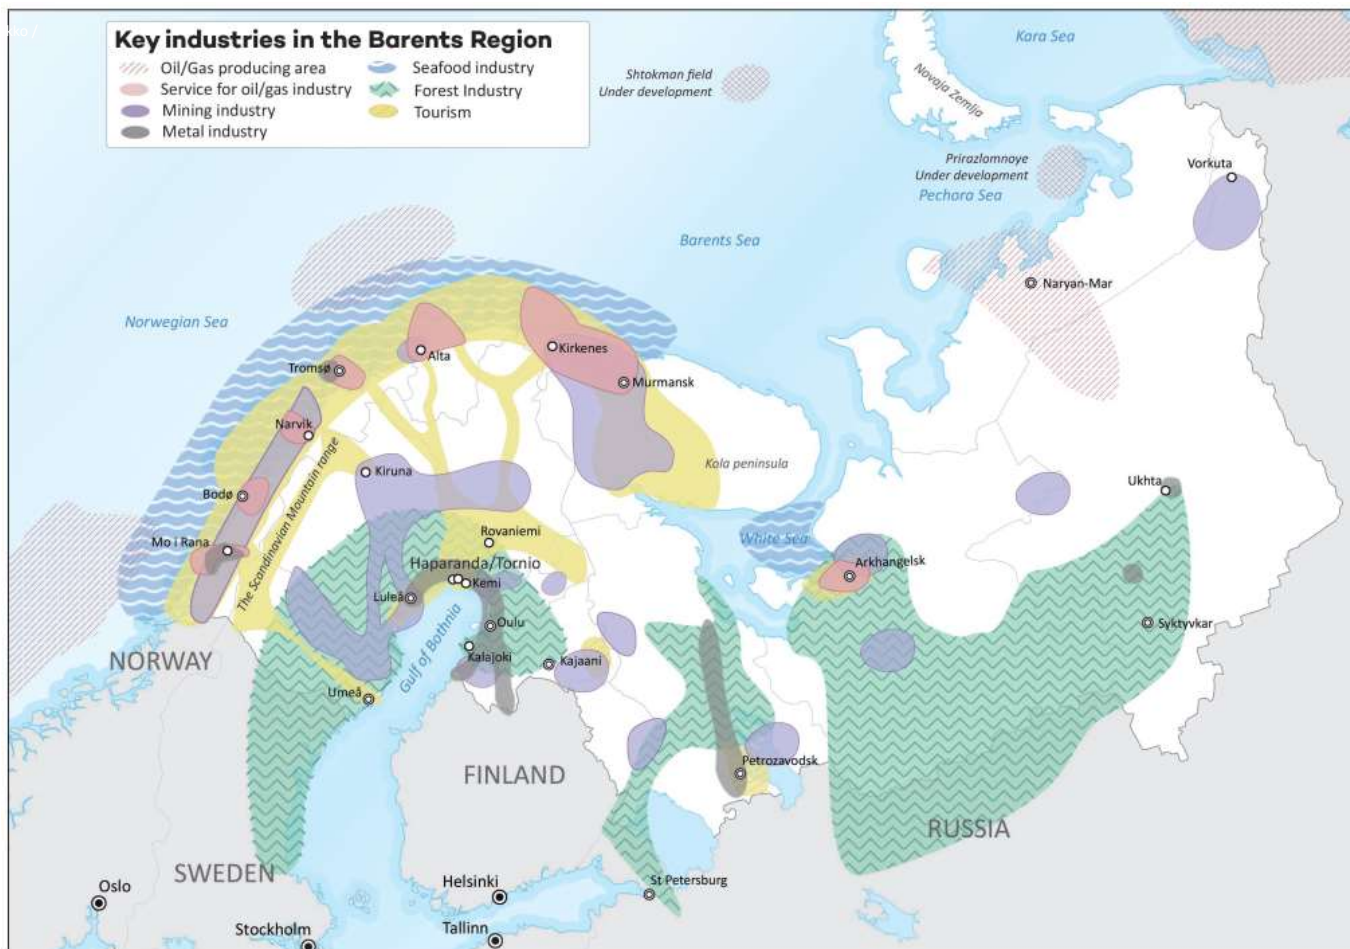 Key industries in the Barents Region
Oil/Gas producing area
Service for oil/gas industry
Mining industry
Metal industry
Seafood industry
Forest Industry
Tourism
Kara Sea
Shtokman field
Under development
Novaja Zemlja
Prirazlomnoye
Under development
Pechora Sea
Vorkuta
Barents Sea
Naryan-Mar
Norwegian Sea
Tromsø
Alta
Kirkenes
Murmansk
Narvik
Kiruna
Kola peninsula
The Scandinavian Mountain range
Bodø
Ukhta
Mo i Rana
Rovaniemi
White Sea
Haparanda/Tornio
Kemi
Arkhangelsk
Luleå
Oulu
Syktyvkar
Gulf of Bothnia
Kalajoki
Kajaani
NORWAY
Umeå
Petrozavodsk
FINLAND
RUSSIA
SWEDEN
St Petersburg
Oslo
Helsinki
Stockholm
Tallinn